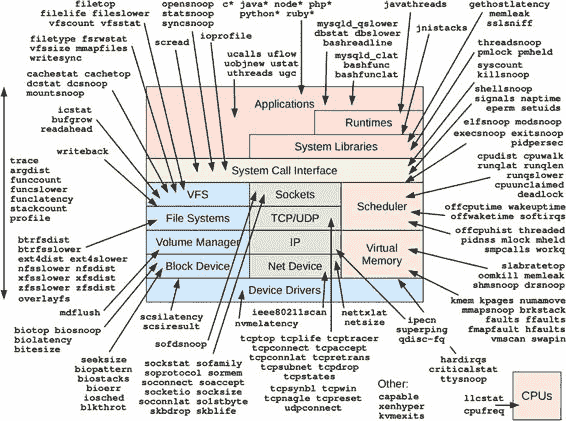 filetop
filelife fileslower
vfscount vfsstat
opensnoop
statsnoop
syncsnoop
c* java* node* php*
python* ruby*
mysqld_qslower
dbstat dbslower
bashreadline
javathreads
gethostlatency
memleak
sslsniff
filetype fsrwstat
vfssize mmapfiles
writesync
scread
ioprofile
ucalls uflow
uobjnew ustat
uthreads ugc
mysqld_clat
bashfunc
bashfunclat
jnistacks
threadsnoop
pmlock pmheld
cachestat cachetop
dcstat dcsnoop
mountsnoop
syscount
killsnoop
shellsnoop
signals naptime
eperm setuids
icstat
bufgrow
readahead
elfsnoop modsnoop
execsnoop exitsnoop
pidpersec
writeback
trace
argdist
funccount
funcslower
funclatency
stackcount
profile
cpudist cpuwalk
runqlat runqlen
runqslower
cpuunclaimed
deadlock
offcputime wakeuptime
offwaketime softirqs
offcpuhist threaded
pidnss mlock mheld
smpcalls workq
btrfsdist
btrfsslower
ext4dist ext4slower
nfsslower nfsdist
xfsslower xfsdist
zfsslower zfsdist
overlayfs
slabratetop
oomkill memleak
shmsnoop drsnoop
mdflush
kmem kpages numamove
mmapsnoop brkstack
faults ffaults
fmapfault hfaults
vmscan swapin
biotop biosnoop
biolatency
bitesize
Applications
Runtimes
System Libraries
System Call Interface
VFS
Sockets
Scheduler
File Systems
TCP/UDP
Volume Manager
IP
Virtual
Memory
Block Device
Net Device
Device Drivers
scsilatency
scsiresult
ieee80211scan
nvmelatency
nettxlat
netsize
ipecn
superping
qdisc-fq
sofdsnoop
seeksize
biopattern
biostacks
bioerr
iosched
blkthrot
sockstat sofamily
soprotocol sormem
soconnect soaccept
socketio socksize
soconnlat solstbyte
skbdrop skblife
tcptop tcplife tcptracer
tcpconnect tcpaccept
tcpconnlat tcpretrans
tcpsubnet tcpdrop
tcpstates
tcpsynbl tcpwin
tcpnagle tcpreset
udpconnect
hardirqs
criticalstat
ttysnoop
Other:
capable
xenhyper
kvmexits
llcstat
cpufreq
CPUs